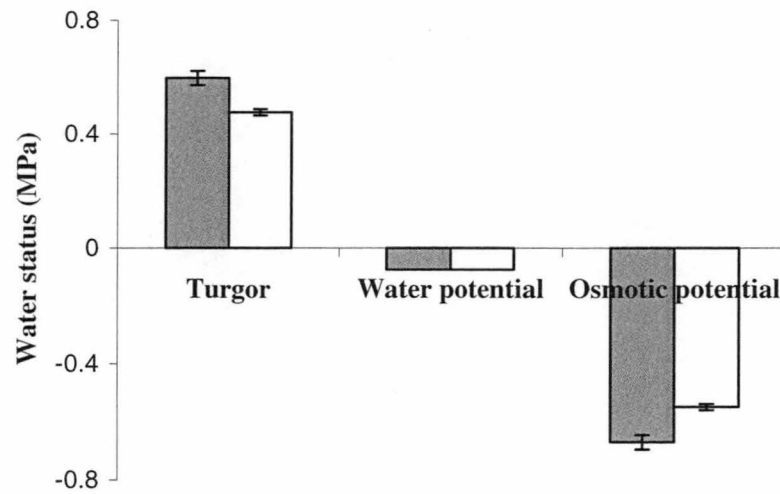 0.8
0.4
0
-0.4
-0.8
Water status (MPa)
Turgor
Water potential
Osmotic potential